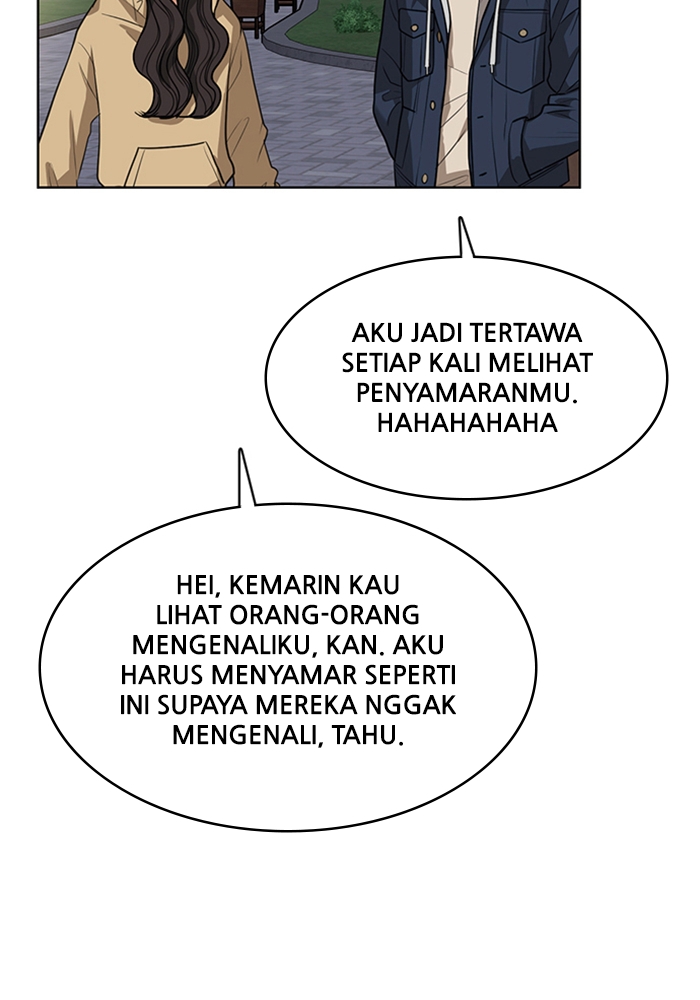 AKU JADI TERTAWA
SETIAP KALI MELIHAT
PENYAMARANMU.
HAHAHAHAHA
HEI, KEMARIN KAU
LIHAT ORANG-ORANG
MENGENALIKU, KAN. AKU
HARUS MENYAMAR SEPERTI
INI SUPAYA MEREKA NGGAK
MENGENALI, TAHU.